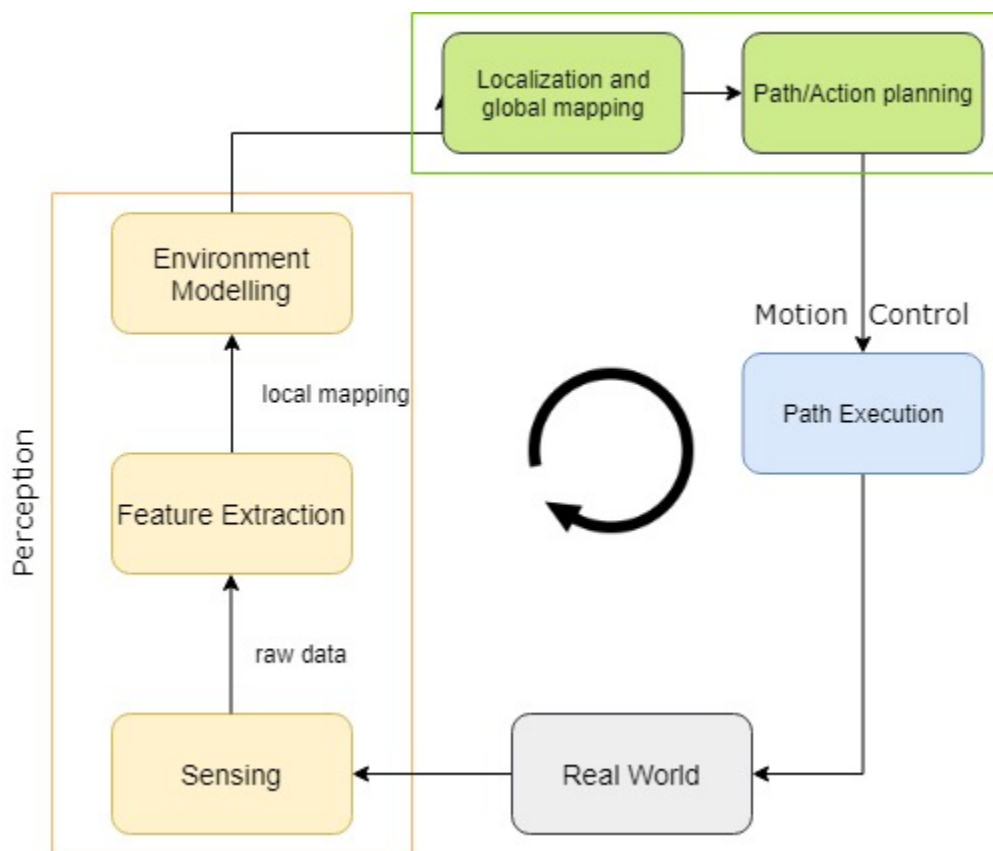 Localization and
global mapping
Path/Action planning
Environment
Modelling
Motion Control
local mapping
Path Execution
Perception
Feature Extraction
raw data
Sensing
Real World